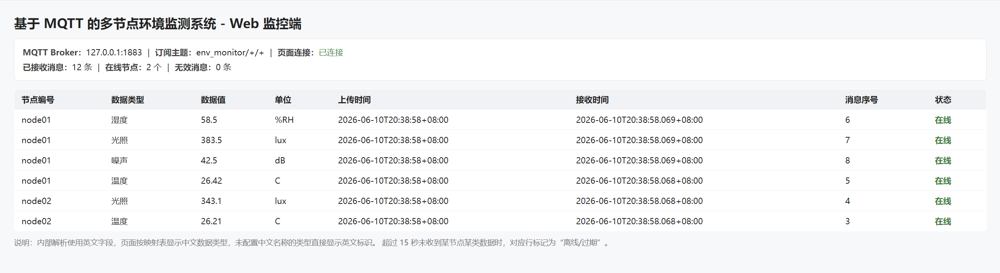 基于 MQTT 的多节点环境监测系统 - Web 监控端
MQTT Broker：127.0.0.1:1883 | 订阅主题：env_monitor/+/+ | 页面连接：已连接
已接收消息：12 条 | 在线节点：2 个 | 无效消息：0 条
节点编号 数据类型 数据值 单位 上传时间 接收时间 消息序号 状态
node01 湿度 58.5 %RH 2026-06-10T20:38:58+08:00 2026-06-10T20:38:58.069+08:00 6 在线
node01 光照 383.5 lux 2026-06-10T20:38:58+08:00 2026-06-10T20:38:58.069+08:00 7 在线
node01 噪声 42.5 dB 2026-06-10T20:38:58+08:00 2026-06-10T20:38:58.069+08:00 8 在线
node01 温度 26.42 C 2026-06-10T20:38:58+08:00 2026-06-10T20:38:58.068+08:00 5 在线
node02 光照 343.1 lux 2026-06-10T20:38:58+08:00 2026-06-10T20:38:58.068+08:00 4 在线
node02 温度 26.21 C 2026-06-10T20:38:58+08:00 2026-06-10T20:38:58.068+08:00 3 在线
说明：内部解析使用英文字段，页面按映射表显示中文数据类型，未配置中文名称的类型直接显示英文标识。 超过 15 秒未收到某节点某类数据时，对应行标记为“离线/过期”。